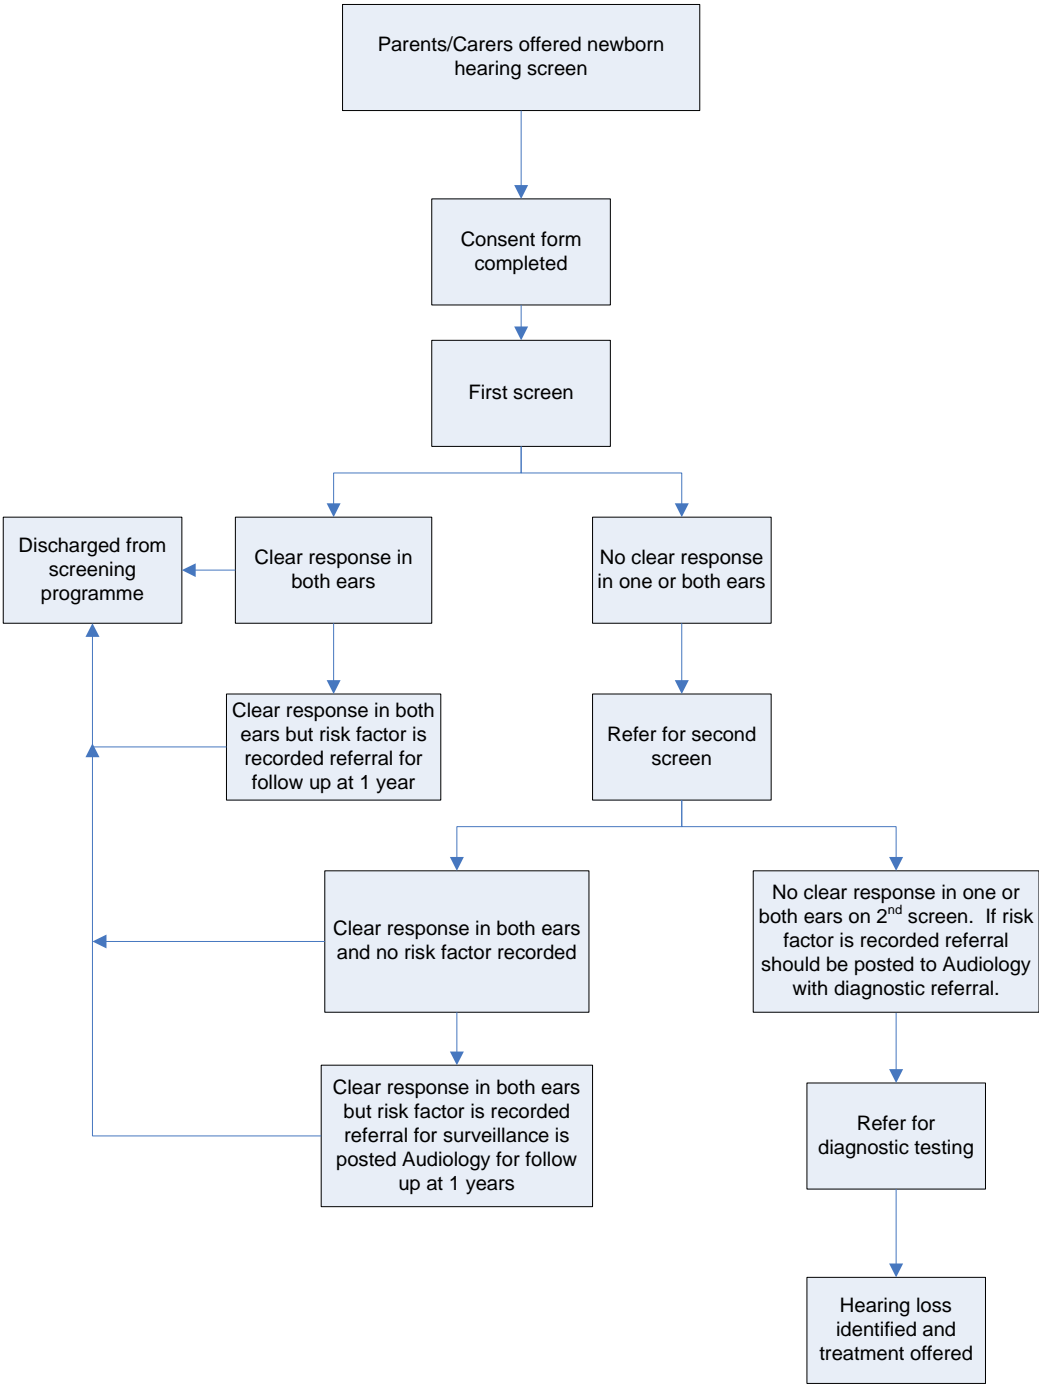 Parents/Carers offered newborn
hearing screen
Consent form
completed
First screen
Discharged from
screening
programme
Clear response in
both ears
No clear response
in one or both ears
Clear response in both
ears but risk factor is
recorded referral for
follow up at 1 year
Refer for second
screen
Clear response in both ears
and no risk factor recorded
No clear response in one or
both ears on 2nd screen.  If risk
factor is recorded referral
should be posted to Audiology
with diagnostic referral.
Clear response in both ears
but risk factor is recorded
referral for surveillance is
posted Audiology for follow
up at 1 years
Refer for
diagnostic testing
Hearing loss
identified and
treatment offered